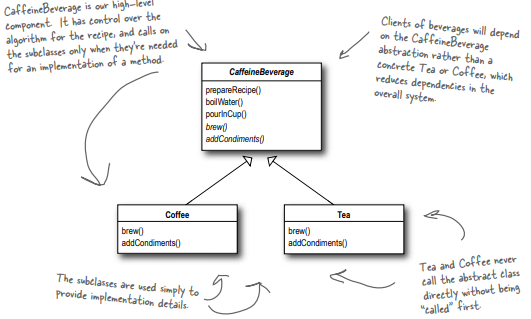 CaffeineBeverage is our high-level
component. It has control over the
algorithm for the recipe, and calls on
the subclasses only when they're needed
for an implementation of a method.
Clients of beverages will depend
on the CaffeineBeverage
abstraction rather than a
concrete Tea or Coffee, which
reduces dependencies in the
overall system.
CaffeineBeverage
prepareRecipe()
boilWater()
pourInCup()
brew()
addCondiments()
Coffee
brew()
addCondiments()
Tea
brew()
addCondiments()
The subclasses are used simply to
provide implementation details.
Tea and Coffee never
call the abstract class
directly without being
"called" first.